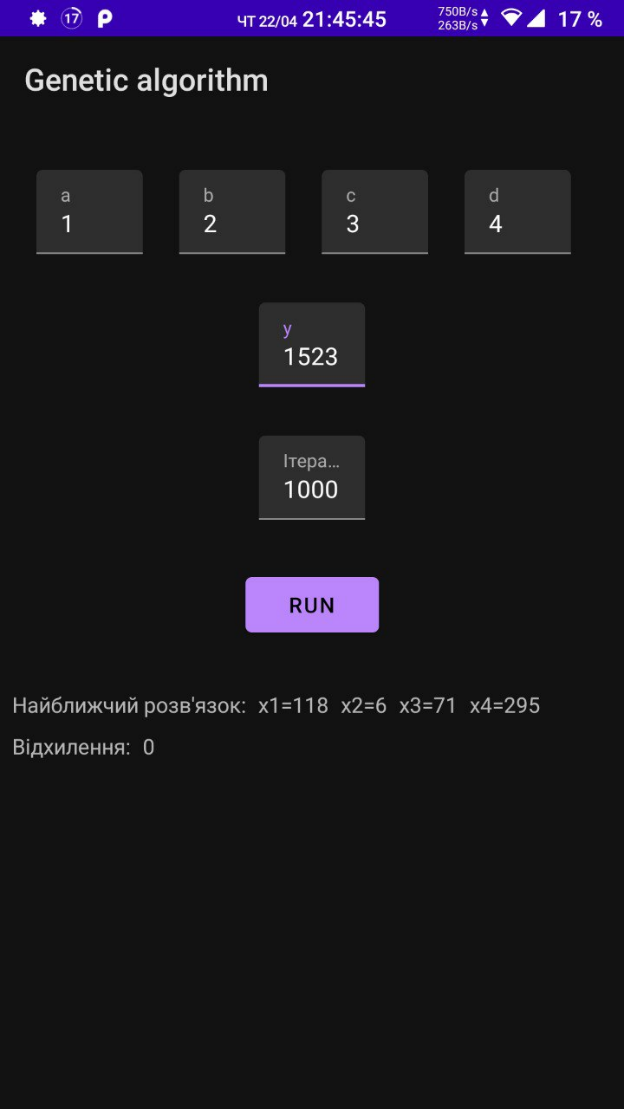 17 P ЧТ 22/04 21:45:45 750B/s 263B/s 17 %
Genetic algorithm
a b c d
1 2 3 4
y
1523
Ітера...
1000
RUN
Найближчий розв'язок: x1=118 x2=6 x3=71 x4=295
Відхилення: 0